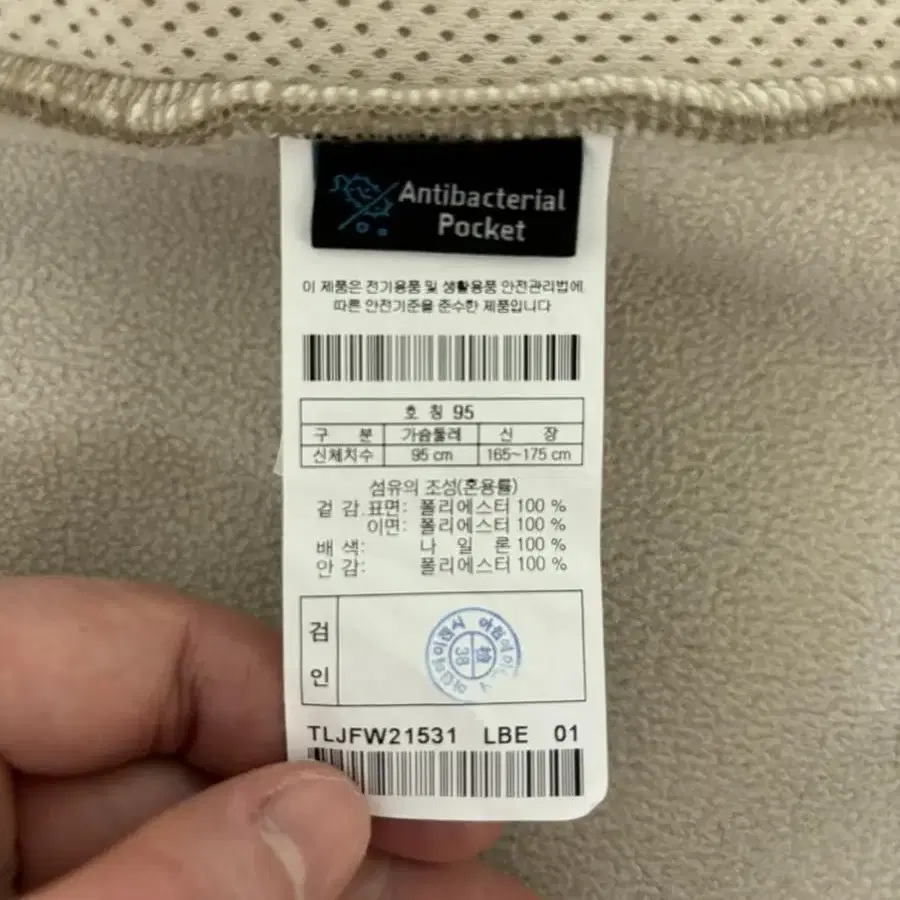 Antibacterial
Pocket
이 제품은 전기용품 및 생활용품 안전관리법에
따른 안전기준을 준수한 제품입니다
호 칭 95
구 분 가슴둘레 신 장
신체치수 95 cm 165~175 cm
섬유의 조성(혼용률)
겉 감.표면: 폴리에스터 100 %
이면: 폴리에스터 100 %
배 색: 나 일 론 100 %
안 감: 폴리에스터 100 %
검
인
38
TLJFW21531 LBE 01